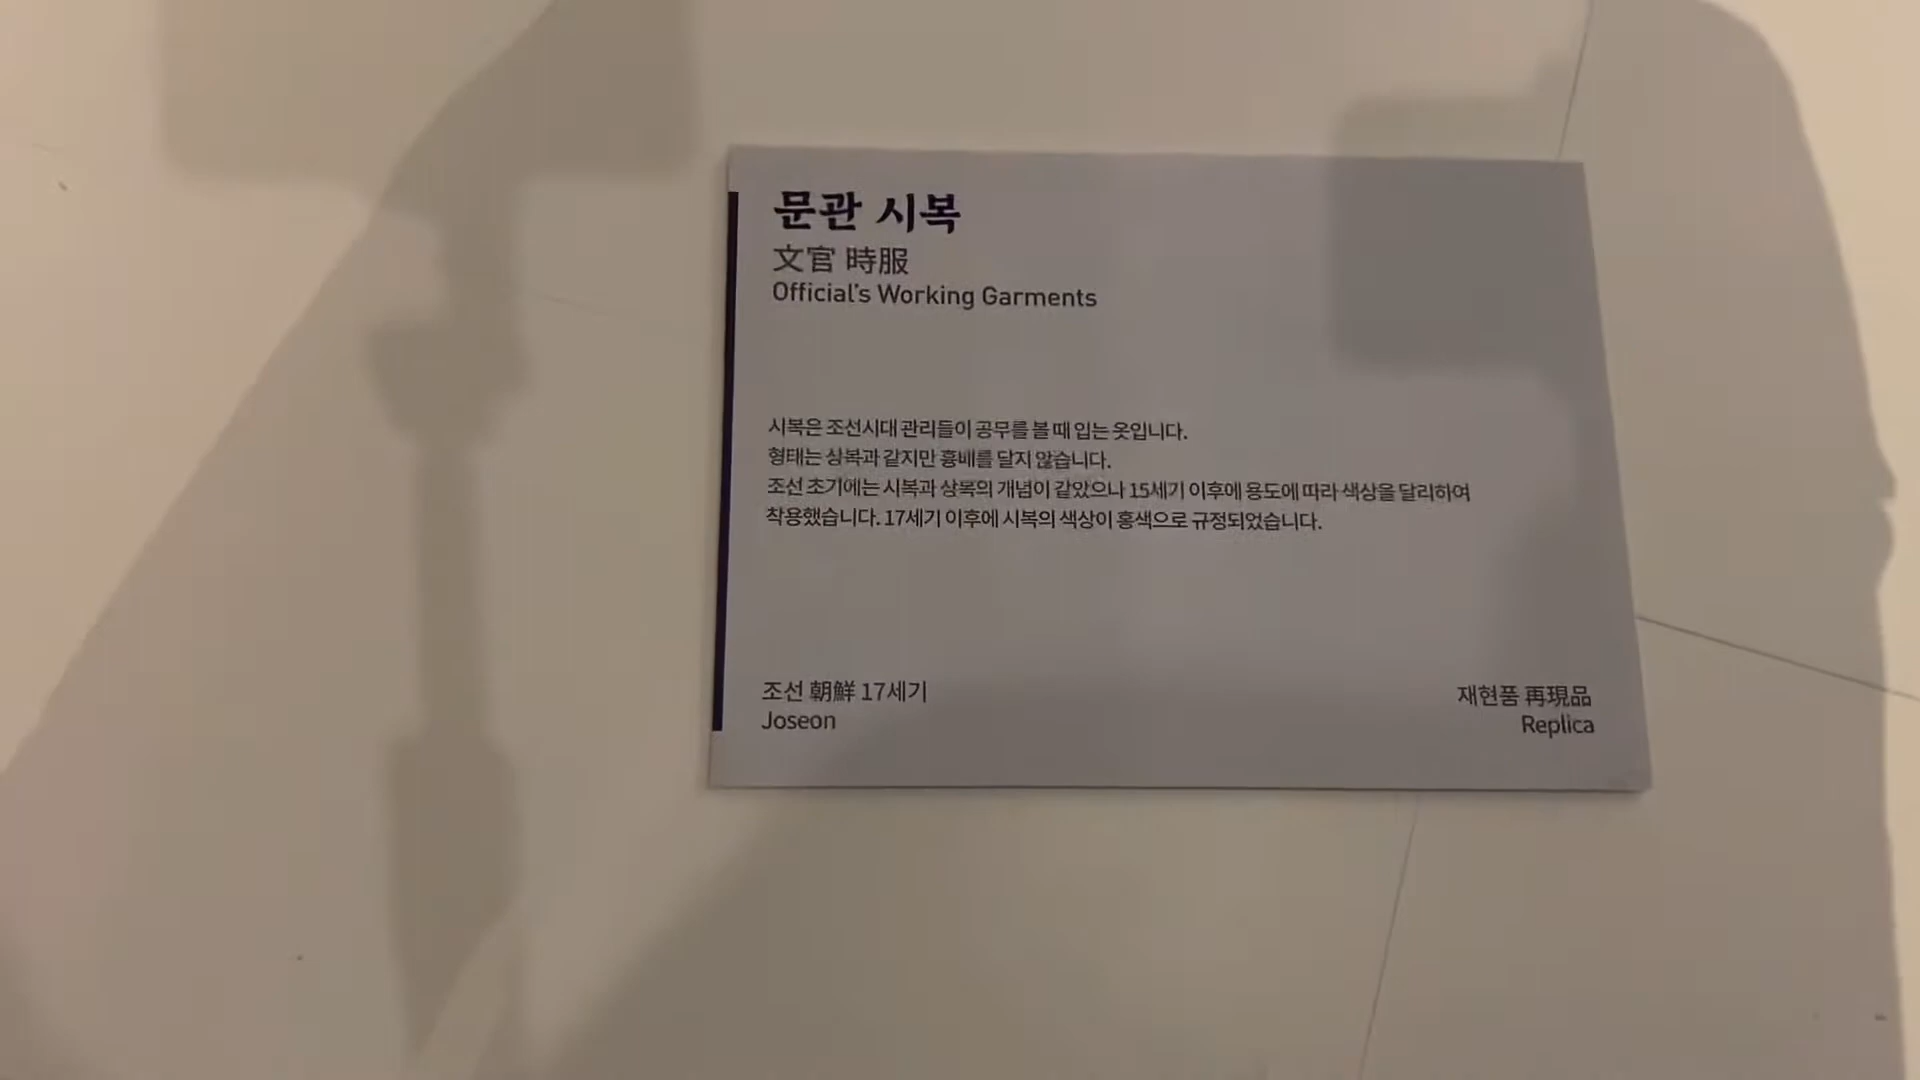 문관 시복
文官 時服
Official's Working Garments
시복은 조선시대 관리들이 공무를 볼 때 입는 옷입니다.
형태는 상복과 같지만 흉배를 달지 않습니다.
조선 초기에는 시복과 상복의 개념이 같았으나 15세기 이후에 용도에 따라 색상을 달리하여
착용했습니다. 17세기 이후에 시복의 색상이 홍색으로 규정되었습니다.
조선 朝鮮 17세기
Joseon
재현품 再現品
Replica